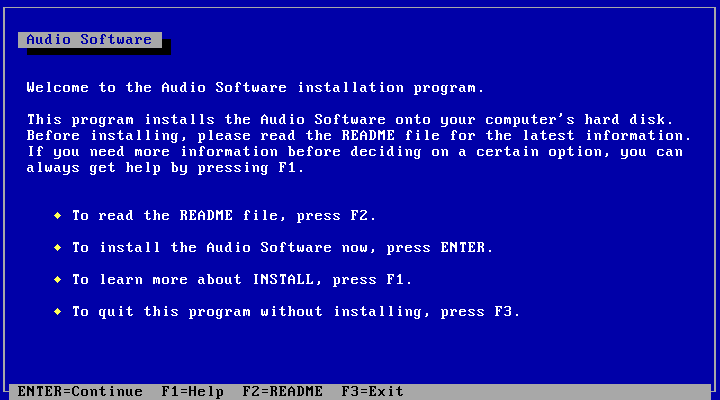 Audio Software
Welcome to the Audio Software installation program.
This program installs the Audio Software onto your computer's hard disk.
Before installing, please read the README file for the latest information.
If you need more information before deciding on a certain option, you can
always get help by pressing F1.
To read the README file, press F2.
To install the Audio Software now, press ENTER.
To learn more about INSTALL, press F1.
To quit this program without installing, press F3.
ENTER=Continue  F1=Help  F2=README  F3=Exit